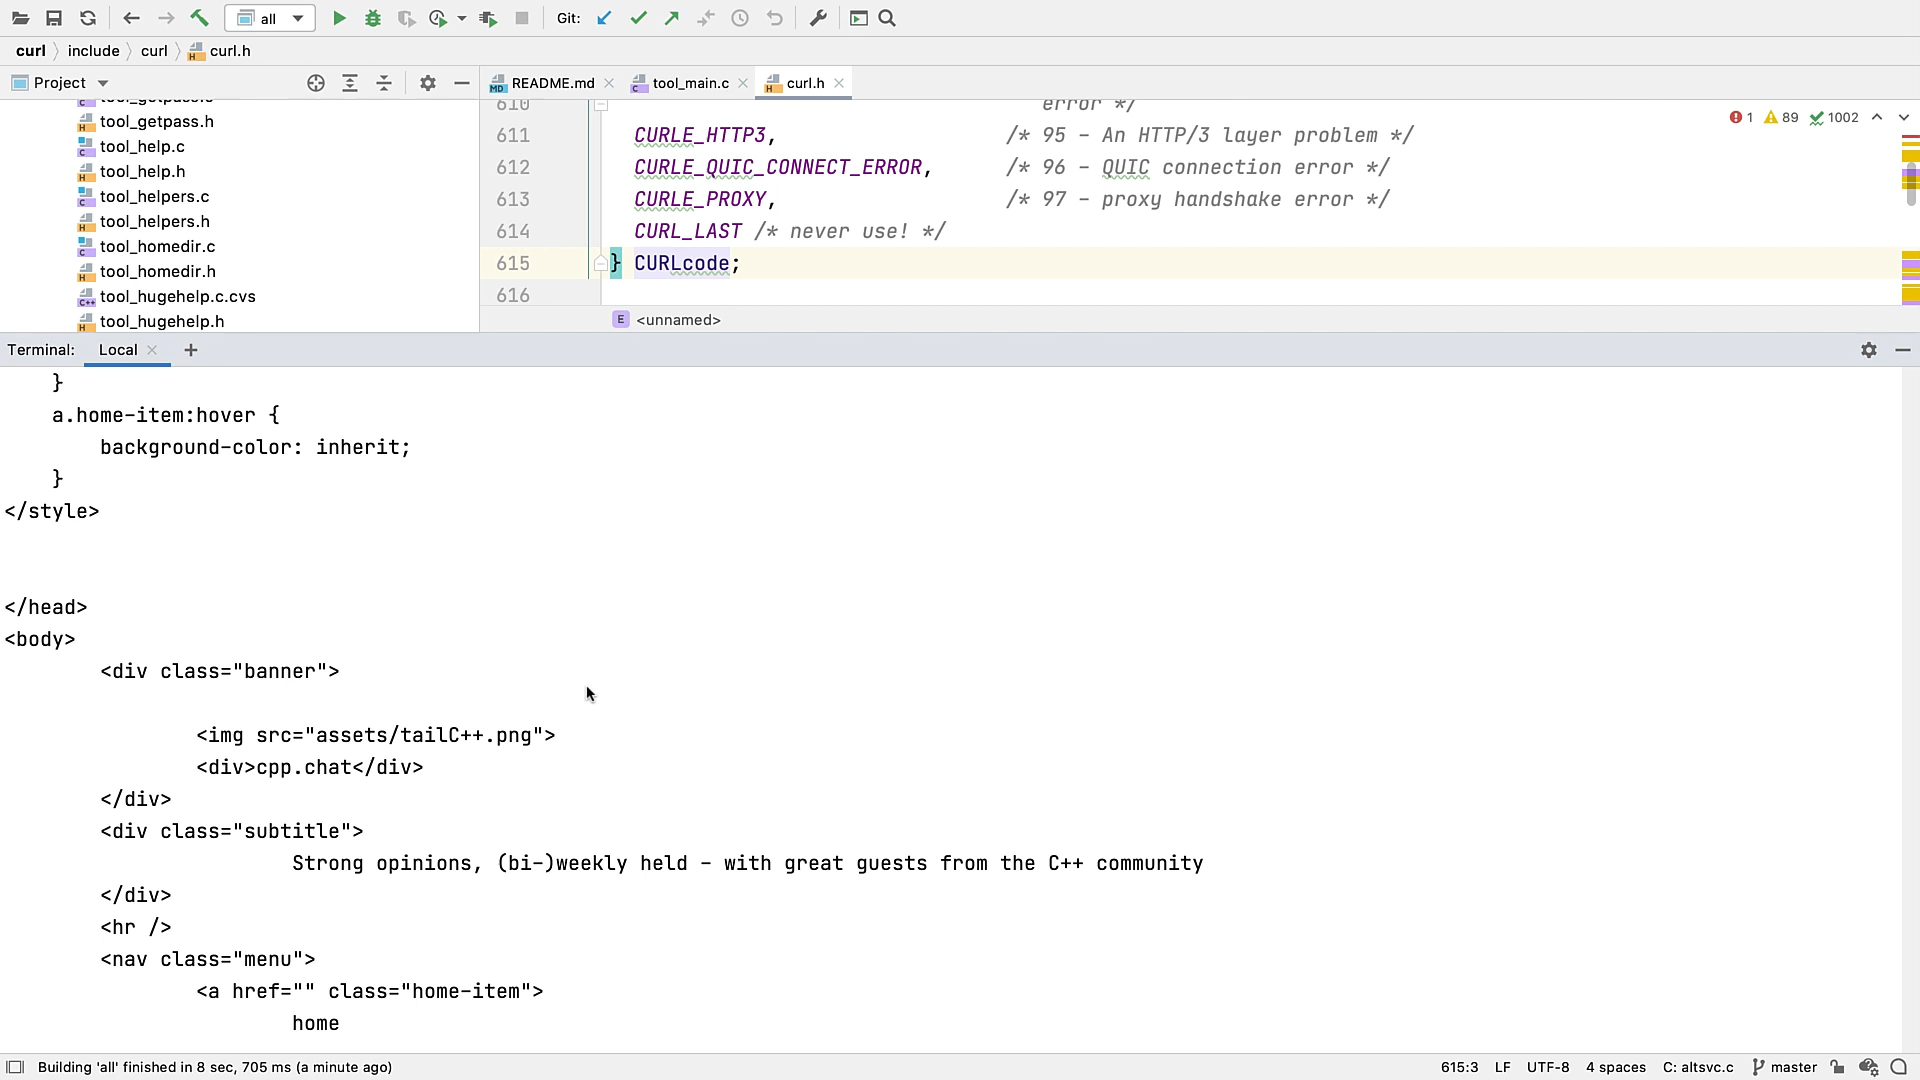 all
Git:
curl
include
curl
curl.h
Project
README.md
tool_main.c
curl.h
tool_getpass.c
tool_getpass.h
tool_help.c
tool_help.h
tool_helpers.c
tool_helpers.h
tool_homedir.c
tool_homedir.h
tool_hugehelp.c.cvs
tool_hugehelp.h
610 error */
611 CURLE_HTTP3, /* 95 - An HTTP/3 layer problem */
612 CURLE_QUIC_CONNECT_ERROR, /* 96 - QUIC connection error */
613 CURLE_PROXY, /* 97 - proxy handshake error */
614 CURL_LAST /* never use! */
615 } CURLcode;
616
1 89 1002
E <unnamed>
Terminal: Local
}
a.home-item:hover {
background-color: inherit;
}
</style>
</head>
<body>
<div class="banner">
<img src="assets/tailC++.png">
<div>cpp.chat</div>
</div>
<div class="subtitle">
Strong opinions, (bi-)weekly held - with great guests from the C++ community
</div>
<hr />
<nav class="menu">
<a href="" class="home-item">
home
Building 'all' finished in 8 sec, 705 ms (a minute ago)
615:3 LF UTF-8 4 spaces C: altsvc.c master